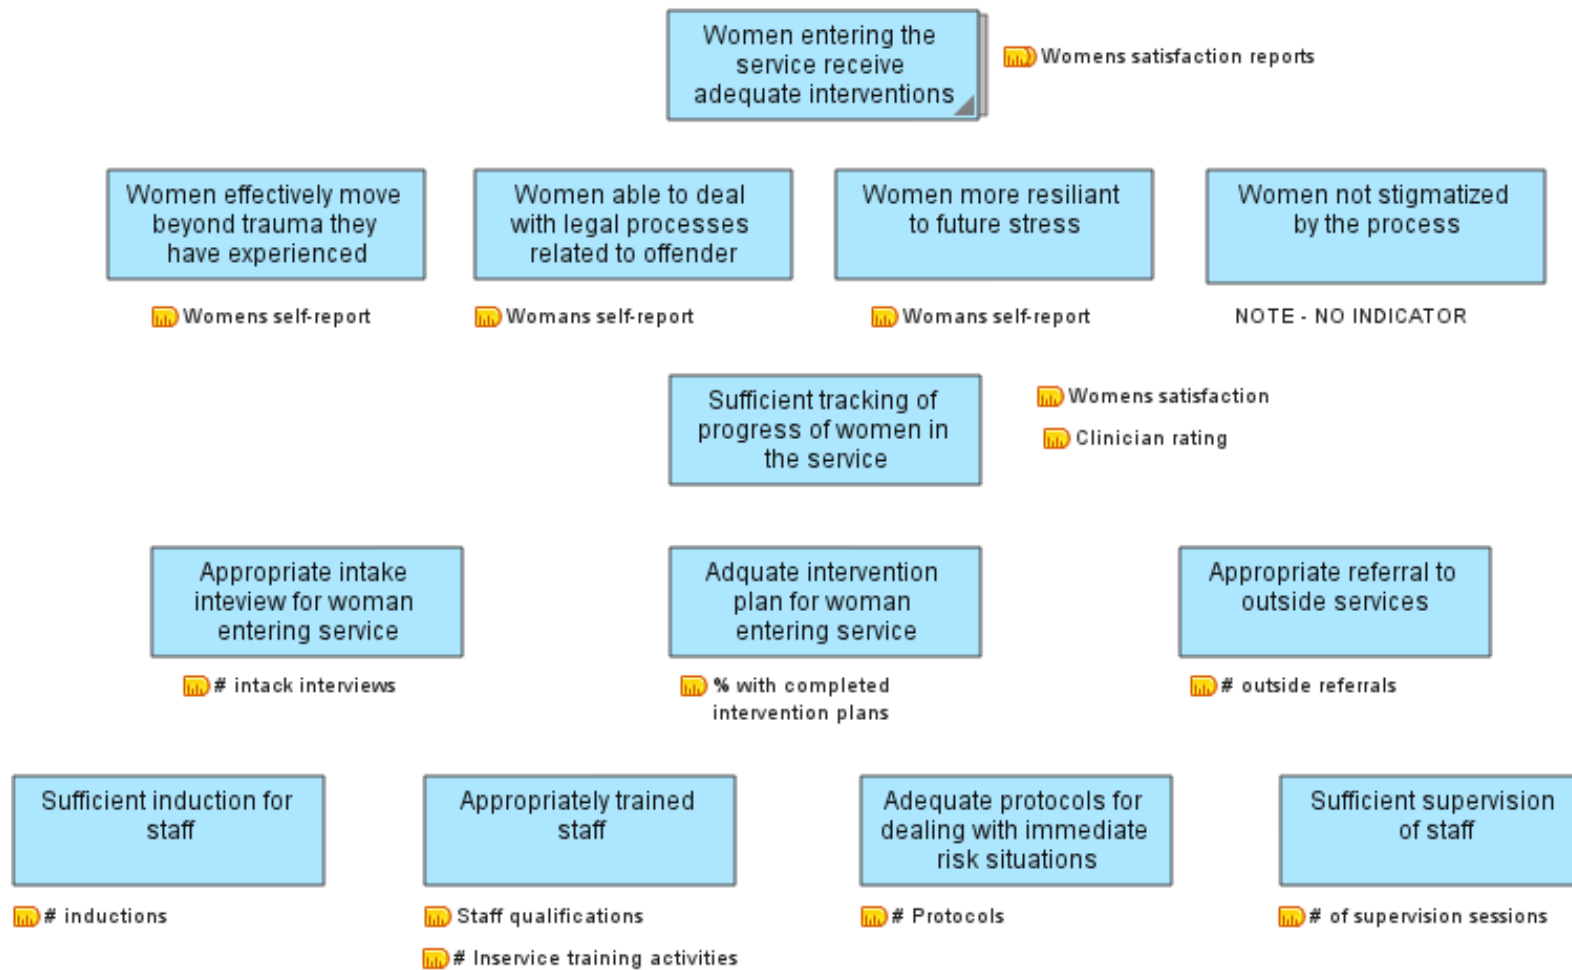 Women entering the
service receive
adequate interventions
Womens satisfaction reports
Women effectively move
beyond trauma they
have experienced
Women able to deal
with legal processes
related to offender
Women more resiliant
to future stress
Women not stigmatized
by the process
Womens self-report
Womans self-report
Womans self-report
NOTE - NO INDICATOR
Sufficient tracking of
progress of women in
the service
Womens satisfaction
Clinician rating
Appropriate intake
inteview for woman
entering service
Adquate intervention
plan for woman
entering service
Appropriate referral to
outside services
# intack interviews
% with completed
intervention plans
# outside referrals
Sufficient induction for
staff
Appropriately trained
staff
Adequate protocols for
dealing with immediate
risk situations
Sufficient supervision
of staff
# inductions
Staff qualifications
# Inservice training activities
# Protocols
# of supervision sessions